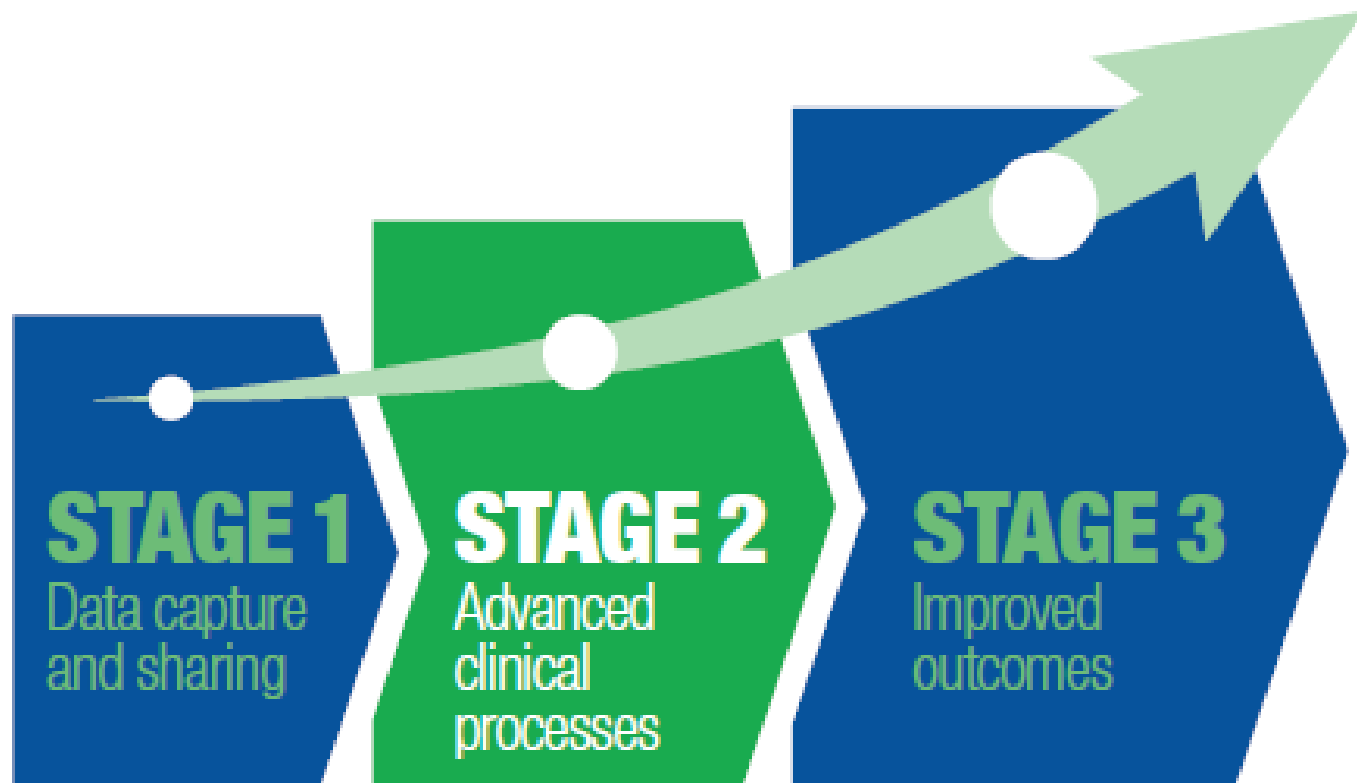 STAGE 1
Data capture
and sharing
STAGE 2
Advanced
clinical
processes
STAGE 3
Improved
outcomes